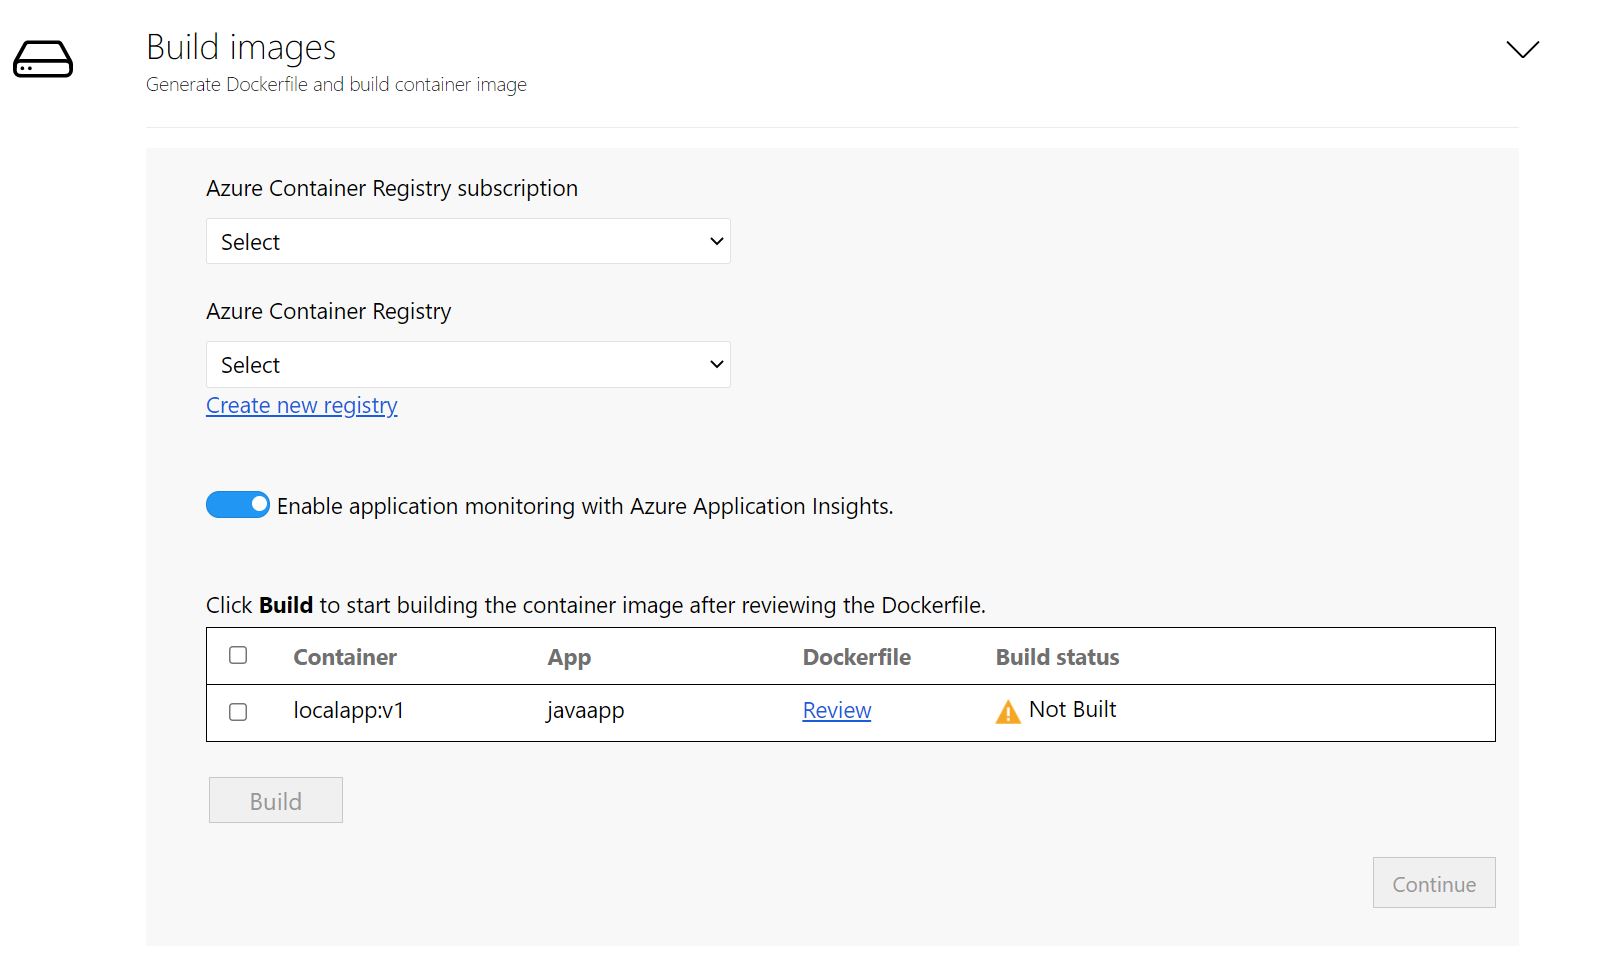 Build images
Generate Dockerfile and build container image
Azure Container Registry subscription
Select
Azure Container Registry
Select
Create new registry
Enable application monitoring with Azure Application Insights.
Click Build to start building the container image after reviewing the Dockerfile.
Container App Dockerfile Build status
localapp:v1 javaapp Review Not Built
Build
Continue